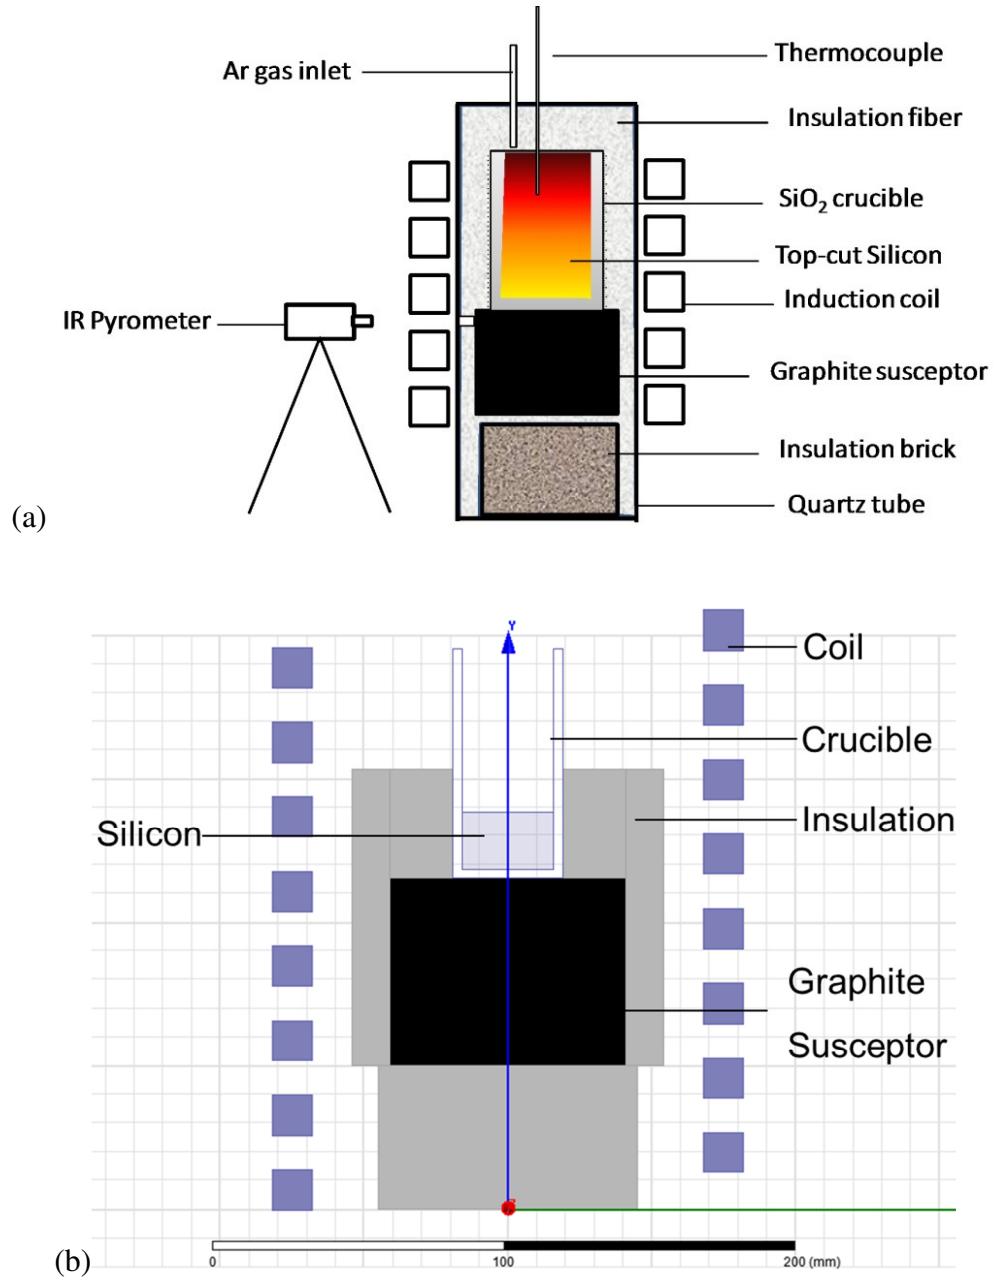 Thermocouple
Ar gas inlet
Insulation fiber
SiO₂ crucible
Top-cut Silicon
Induction coil
IR Pyrometer
Graphite susceptor
Insulation brick
Quartz tube
(a)
Y
Coil
Crucible
Silicon
Insulation
Graphite
Susceptor
(b)
0 100 200 (mm)